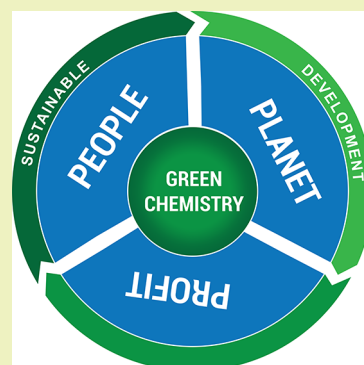 SUSTAINABLE
DEVELOPMENT
PEOPLE
PLANET
GREEN
CHEMISTRY
PROFIT